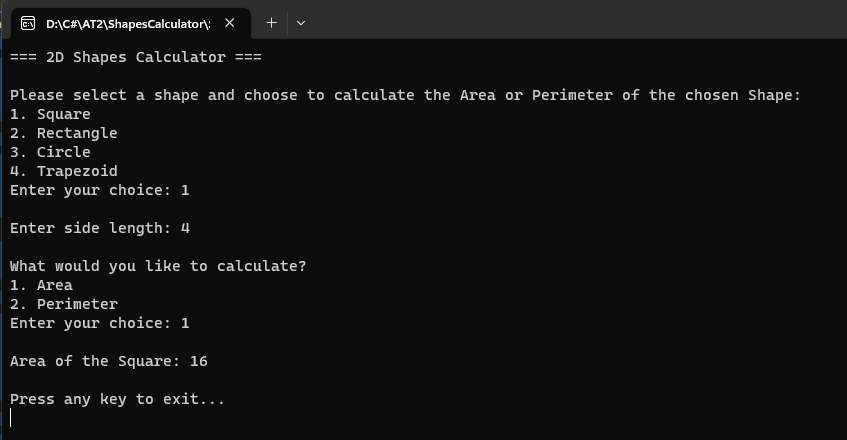 D:\C#\AT2\ShapesCalculator\
=== 2D Shapes Calculator ===
Please select a shape and choose to calculate the Area or Perimeter of the chosen Shape:
1. Square
2. Rectangle
3. Circle
4. Trapezoid
Enter your choice: 1
Enter side length: 4
What would you like to calculate?
1. Area
2. Perimeter
Enter your choice: 1
Area of the Square: 16
Press any key to exit...